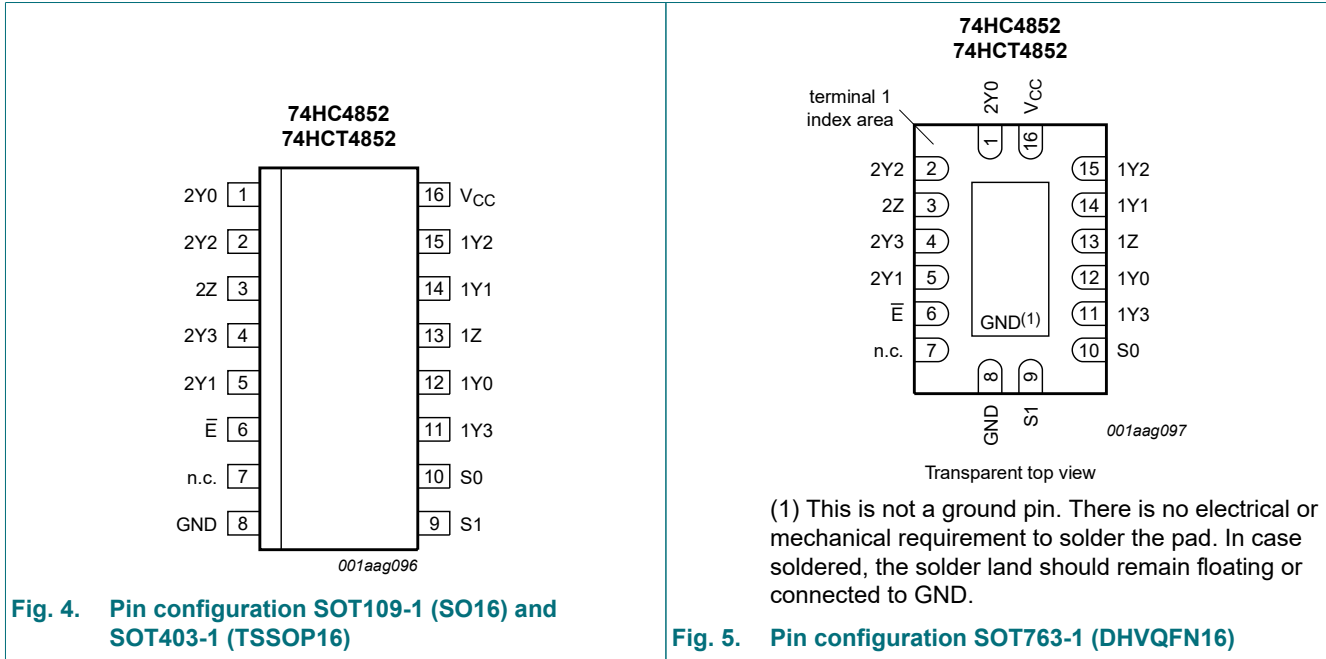 74HC4852
74HCT4852
2Y0 1
16 VCC
2Y2 2
15 1Y2
2Z 3
14 1Y1
2Y3 4
13 1Z
2Y1 5
12 1Y0
E̅ 6
11 1Y3
n.c. 7
10 S0
GND 8
9 S1
001aag096
Fig. 4. Pin configuration SOT109-1 (SO16) and
SOT403-1 (TSSOP16)
74HC4852
74HCT4852
terminal 1
index area
2Y0
VCC
1
16
2Y2 2
15 1Y2
2Z 3
14 1Y1
2Y3 4
13 1Z
2Y1 5
12 1Y0
E̅ 6
11 1Y3
GND(1)
n.c. 7
10 S0
8
9
GND
S1
001aag097
Transparent top view
(1) This is not a ground pin. There is no electrical or
mechanical requirement to solder the pad. In case
soldered, the solder land should remain floating or
connected to GND.
Fig. 5. Pin configuration SOT763-1 (DHVQFN16)